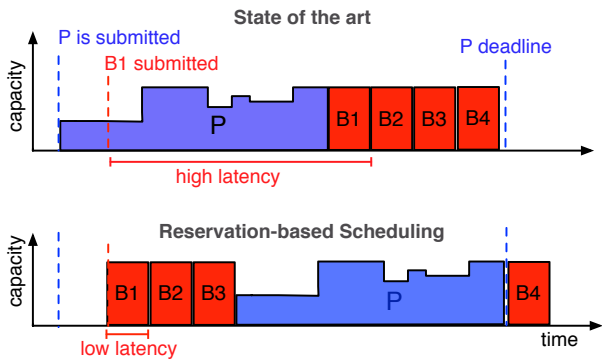 State of the art
P is submitted
P deadline
B1 submitted
capacity
P
B1
B2
B3
B4
high latency
Reservation-based Scheduling
capacity
B1
B2
B3
P
B4
time
low latency